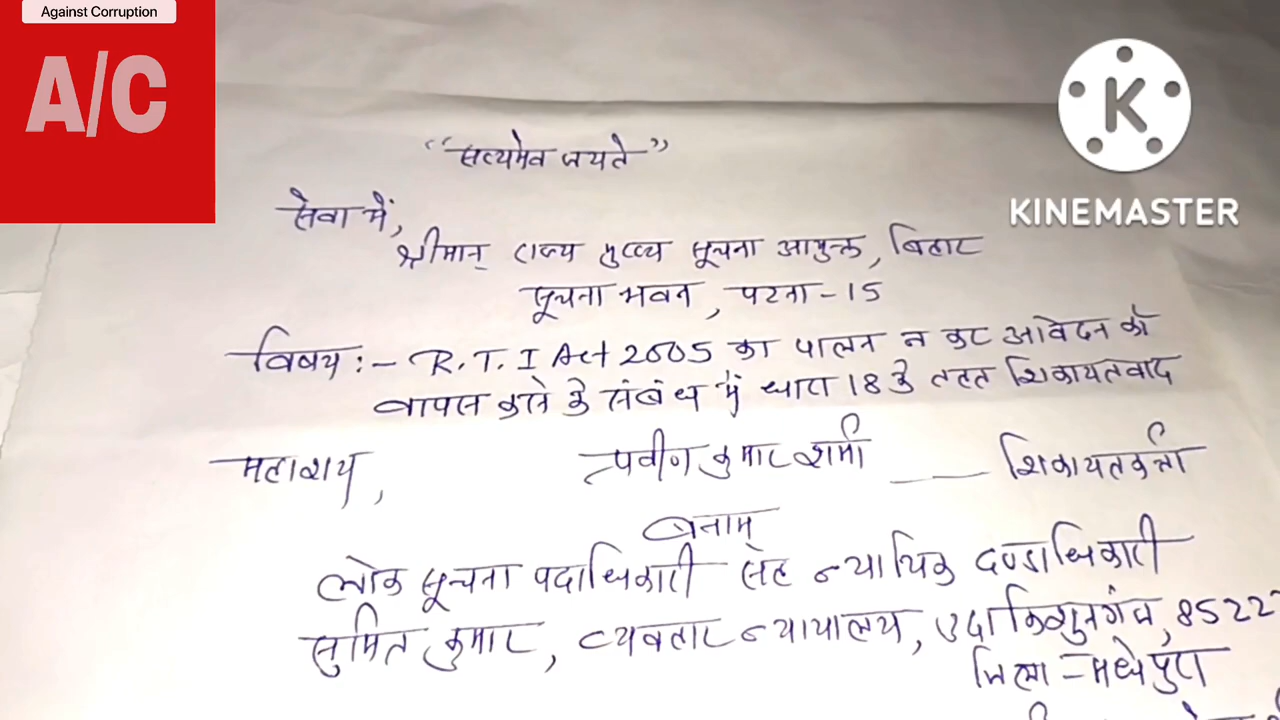 Against Corruption
A/C
K
KINEMASTER
“सत्यमेव जयते”
सेवा में,
श्रीमान् राज्य मुख्य सूचना आयुक्त, बिहार
सूचना भवन, पटना - 15
विषय :- R.T.I Act 2005 का पालन न कर आवेदन को
वापस करने के संबंध में धारा 18 के तहत शिकायतवाद
महाशय,
प्रवीण कुमार शर्मा ____ शिकायतकर्त्ता
बनाम्
लोक सूचना पदाधिकारी सह न्यायिक दण्डाधिकारी
सुमित कुमार, व्यवहार न्यायालय, उदाकिशुनगंज, 8522
जिला - मधेपुरा